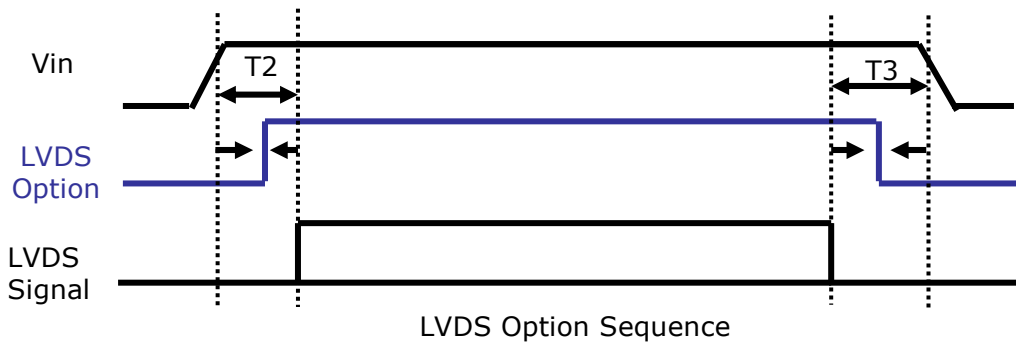 Vin
T2
T3
LVDS
Option
LVDS
Signal
LVDS Option Sequence